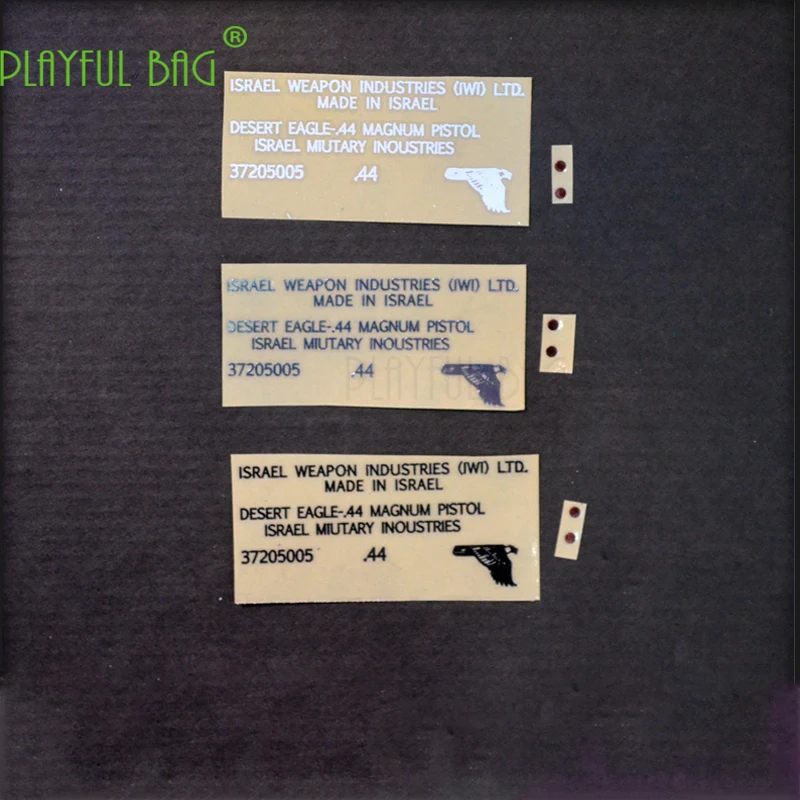 PLAYFUL BAG®
ISRAEL WEAPON INDUSTRIES (IWI) LTD.
MADE IN ISRAEL
DESERT EAGLE-.44 MAGNUM PISTOL
ISRAEL MIUTARY INOUSTRIES
37205005 .44
ISRAEL WEAPON INDUSTRIES (IWI) LTD.
MADE IN ISRAEL
DESERT EAGLE-.44 MAGNUM PISTOL
ISRAEL MIUTARY INOUSTRIES
37205005 .44
PLAYFUL BAG
ISRAEL WEAPON INDUSTRIES (IWI) LTD.
MADE IN ISRAEL
DESERT EAGLE-.44 MAGNUM PISTOL
ISRAEL MIUTARY INOUSTRIES
37205005 .44